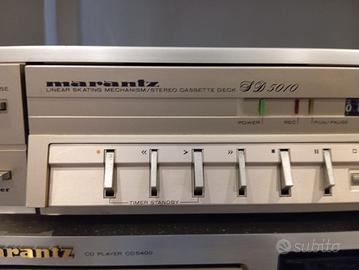 marantz
LINEAR SKATING MECHANISM/STEREO CASSETTE DECK SD 5010
POWER REC PLAY/PAUSE
TIMER STANDBY
marantz CD PLAYER CD5400
subito